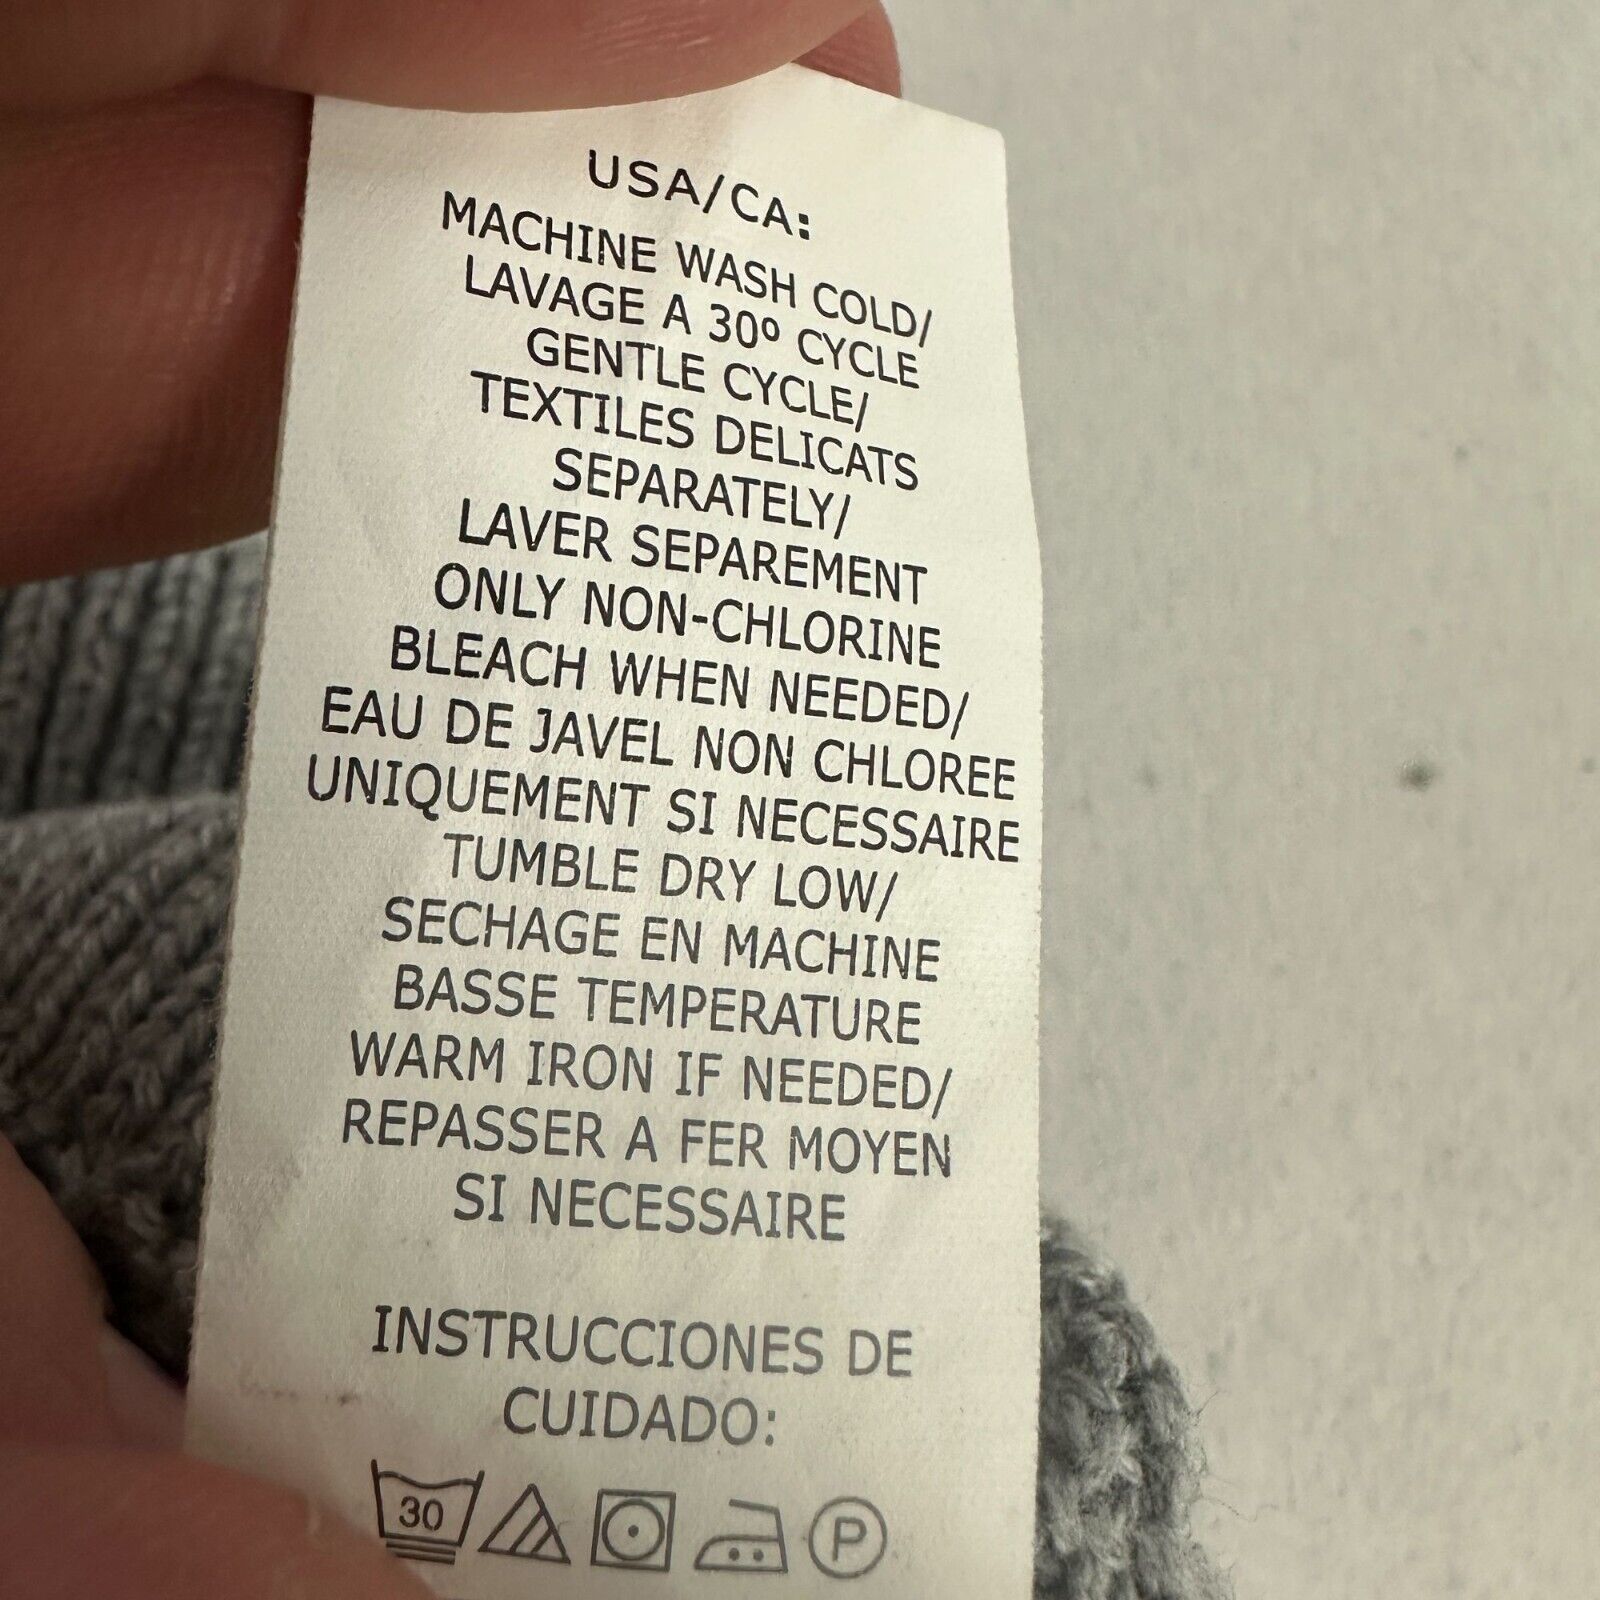 USA/CA:
MACHINE WASH COLD/
LAVAGE A 30º CYCLE
GENTLE CYCLE/
TEXTILES DELICATS
SEPARATELY/
LAVER SEPAREMENT
ONLY NON-CHLORINE
BLEACH WHEN NEEDED/
EAU DE JAVEL NON CHLOREE
UNIQUEMENT SI NECESSAIRE
TUMBLE DRY LOW/
SECHAGE EN MACHINE
BASSE TEMPERATURE
WARM IRON IF NEEDED/
REPASSER A FER MOYEN
SI NECESSAIRE
INSTRUCCIONES DE
CUIDADO:
30 P